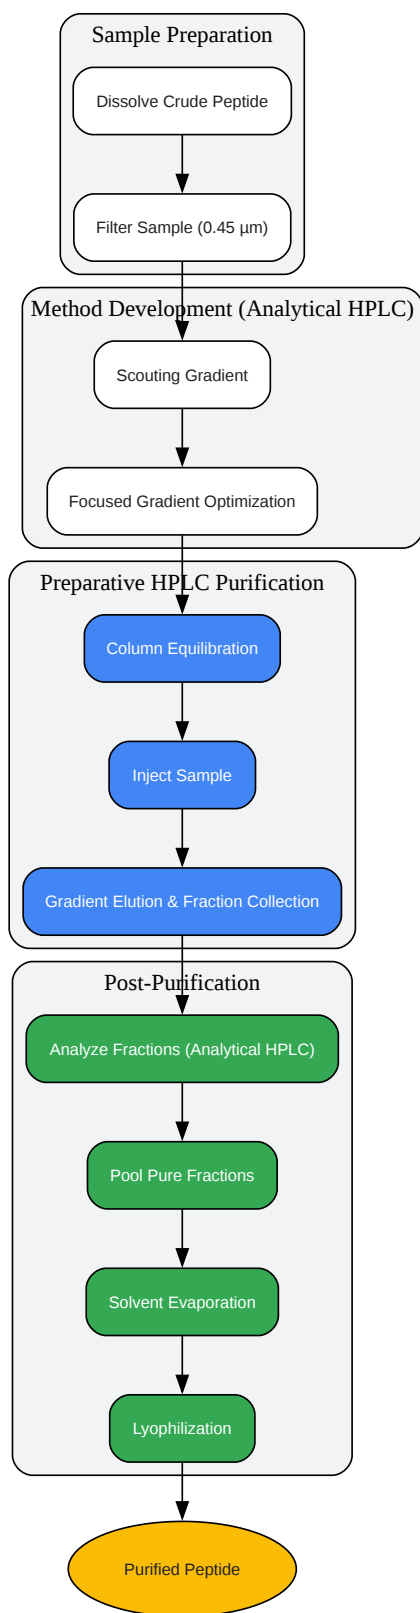 Sample Preparation
Dissolve Crude Peptide
Filter Sample (0.45 µm)
Method Development (Analytical HPLC)
Scouting Gradient
Focused Gradient Optimization
Preparative HPLC Purification
Column Equilibration
Inject Sample
Gradient Elution & Fraction Collection
Post-Purification
Analyze Fractions (Analytical HPLC)
Pool Pure Fractions
Solvent Evaporation
Lyophilization
Purified Peptide